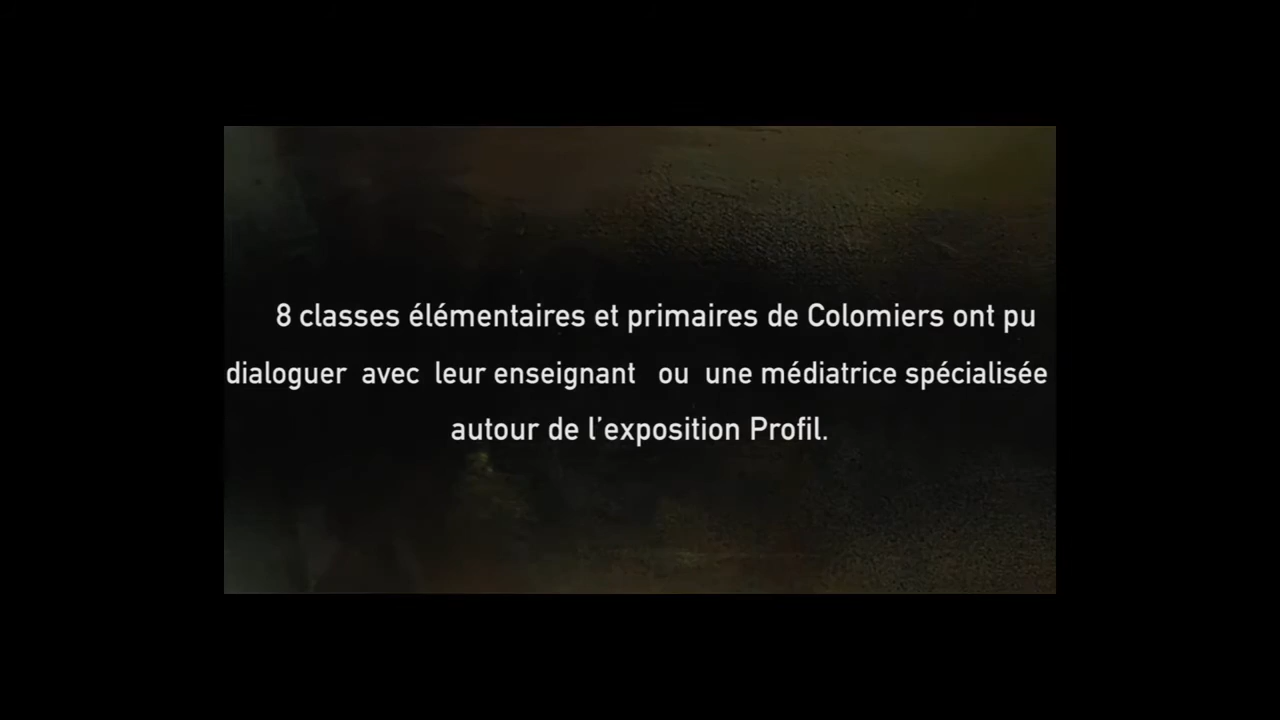 8 classes élémentaires et primaires de Colomiers ont pu
dialoguer avec leur enseignant ou une médiatrice spécialisée
autour de l’exposition Profil.